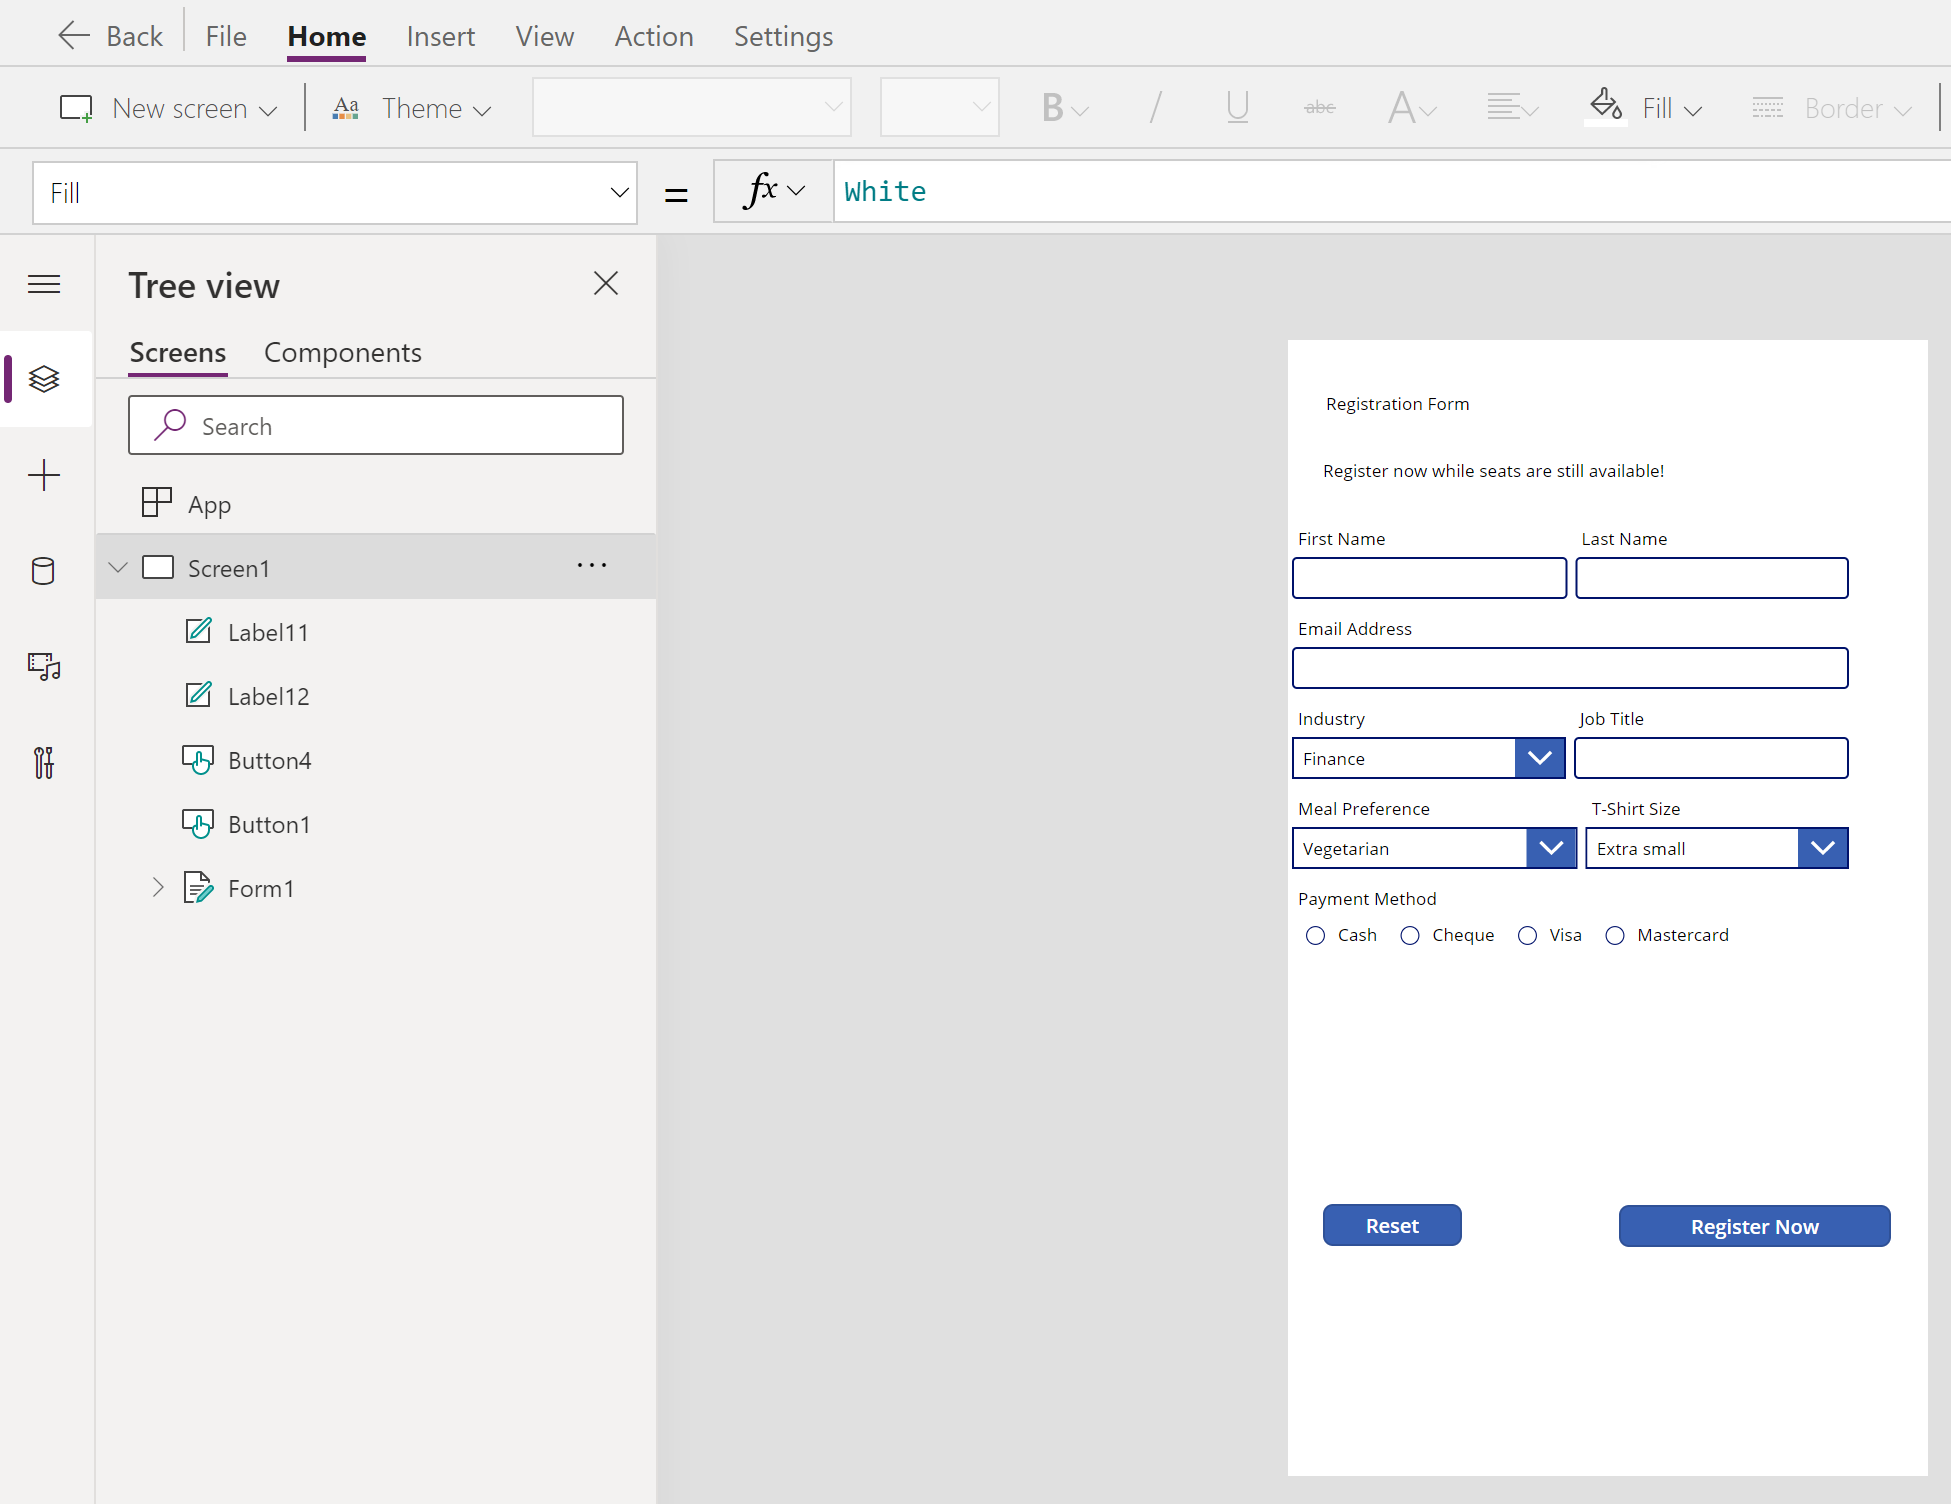 Back File Home Insert View Action Settings
New screen Aa Theme B / U abc A Fill Border
Fill = fx White
Tree view
Screens Components
Search
App
Screen1
Label11
Label12
Button4
Button1
Form1
Registration Form
Register now while seats are still available!
First Name Last Name
Email Address
Industry Job Title
Finance
Meal Preference T-Shirt Size
Vegetarian Extra small
Payment Method
Cash Cheque Visa Mastercard
Reset Register Now